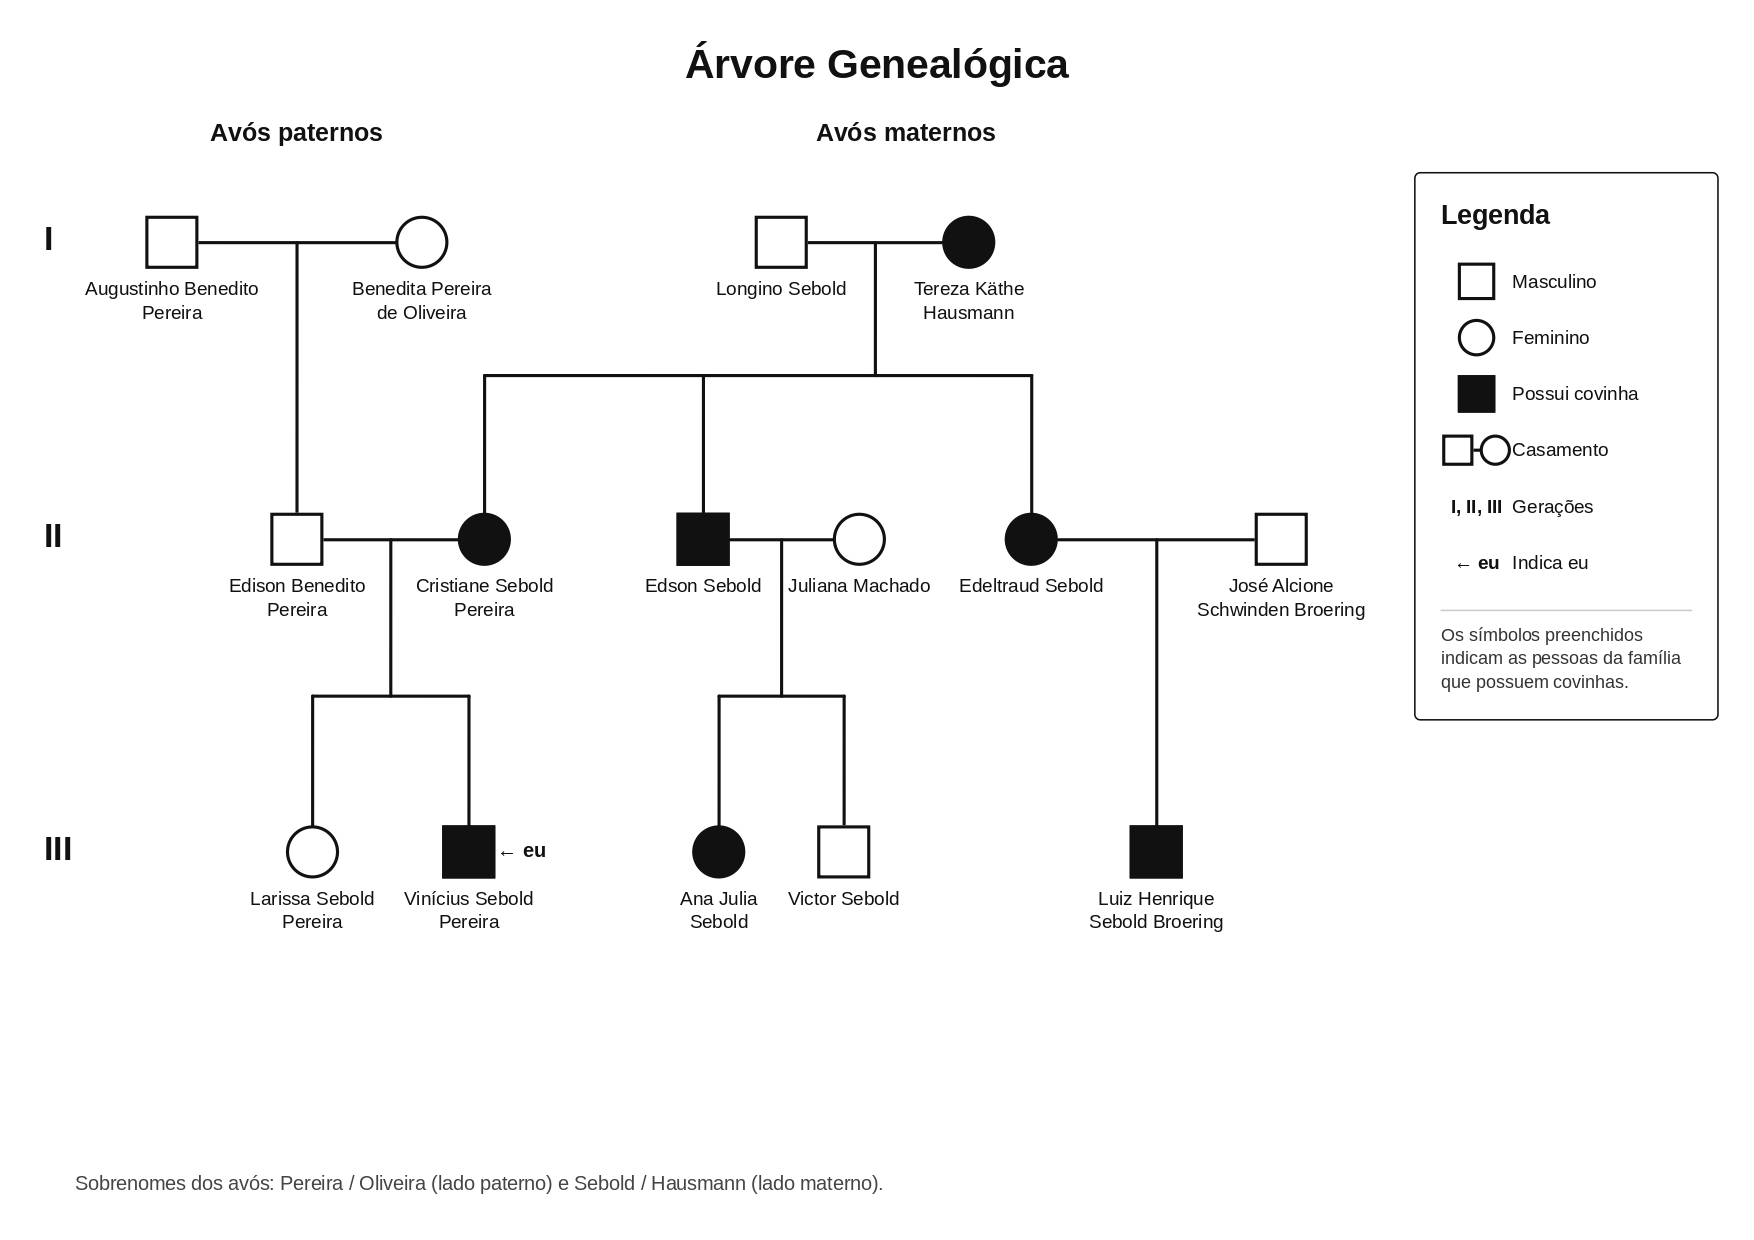 Árvore Genealógica
Avós paternos
Avós maternos
I
Augustinho Benedito
Pereira
Benedita Pereira
de Oliveira
Longino Sebold
Tereza Käthe
Hausmann
II
Edison Benedito
Pereira
Cristiane Sebold
Pereira
Edson Sebold
Juliana Machado
Edeltraud Sebold
José Alcione
Schwinden Broering
III
Larissa Sebold
Pereira
← eu
Vinícius Sebold
Pereira
Ana Julia
Sebold
Victor Sebold
Luiz Henrique
Sebold Broering
Legenda
Masculino
Feminino
Possui covinha
Casamento
I, II, III Gerações
← eu Indica eu
Os símbolos preenchidos
indicam as pessoas da família
que possuem covinhas.
Sobrenomes dos avós: Pereira / Oliveira (lado paterno) e Sebold / Hausmann (lado materno).